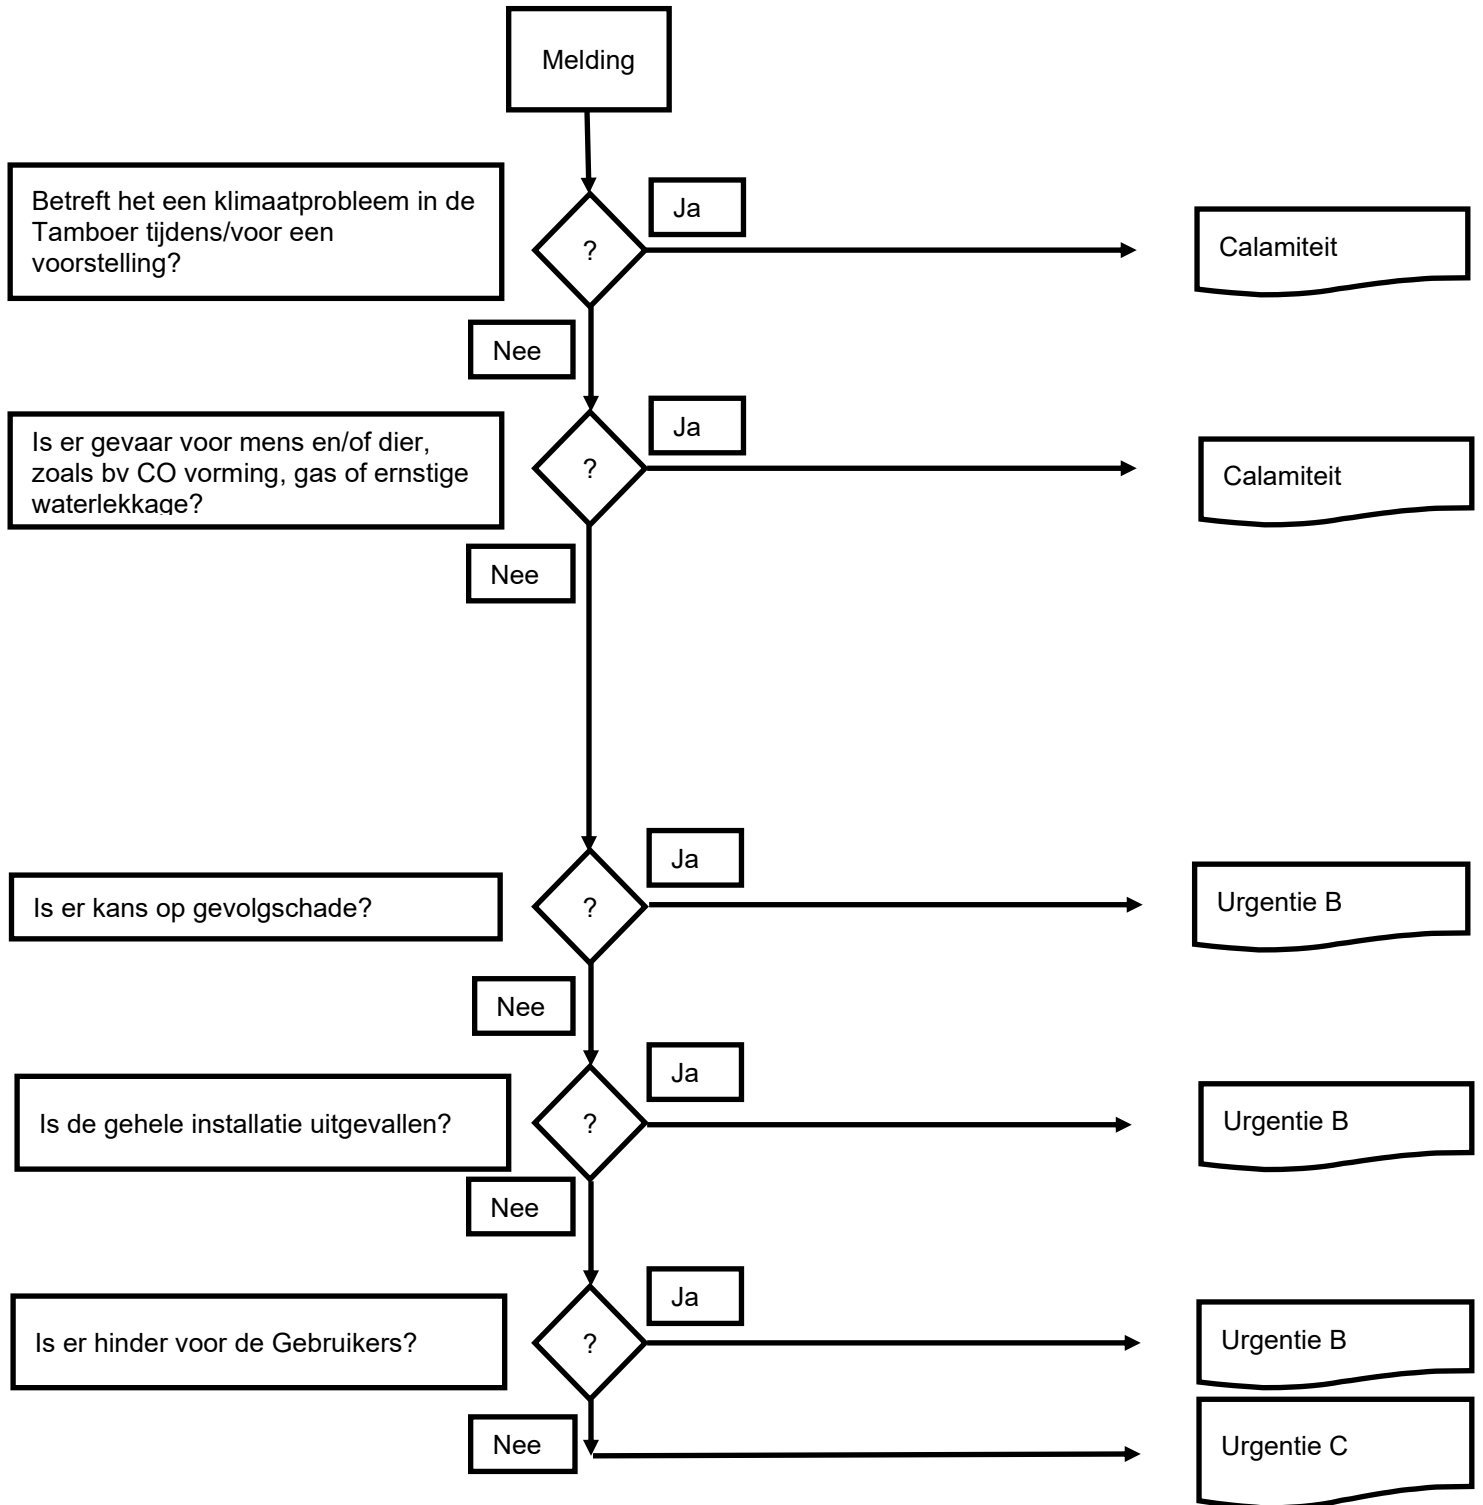 Melding
Betreft het een klimaatprobleem in de
Tamboer tijdens/voor een
voorstelling?
?
Ja
Calamiteit
Nee
Is er gevaar voor mens en/of dier,
zoals bv CO vorming, gas of ernstige
waterlekkage?
?
Ja
Calamiteit
Nee
Is er kans op gevolgschade?
?
Ja
Urgentie B
Nee
Is de gehele installatie uitgevallen?
?
Ja
Urgentie B
Nee
Is er hinder voor de Gebruikers?
?
Ja
Urgentie B
Nee
Urgentie C